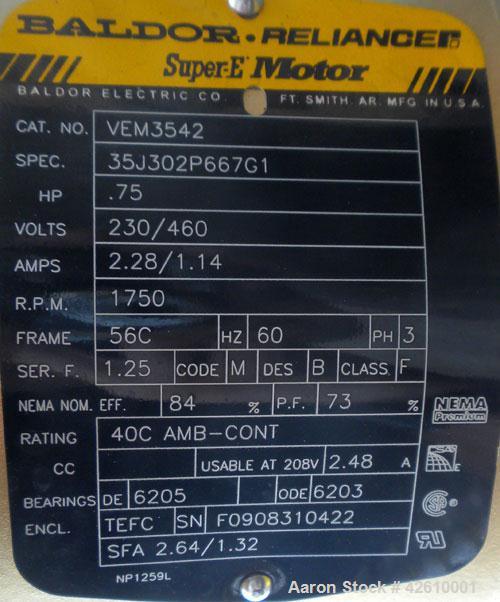 BALDOR • RELIANCER
Super-E Motor
BALDOR ELECTRIC CO. FT. SMITH. AR. MFG IN U.S.A.
CAT. NO. VEM3542
SPEC. 35J302P667G1
HP .75
VOLTS 230/460
AMPS 2.28/1.14
R.P.M. 1750
FRAME 56C HZ 60 PH 3
SER. F. 1.25 CODE M DES B CLASS. F
NEMA NOM. EFF. 84 % P.F. 73 %
NEMA
Premium
RATING 40C AMB-CONT
CC USABLE AT 208V 2.48 A
BEARINGS DE 6205 ODE 6203
ENCL. TEFC SN F0908310422
SFA 2.64/1.32
NP1259L
Aaron Stock # 42610001